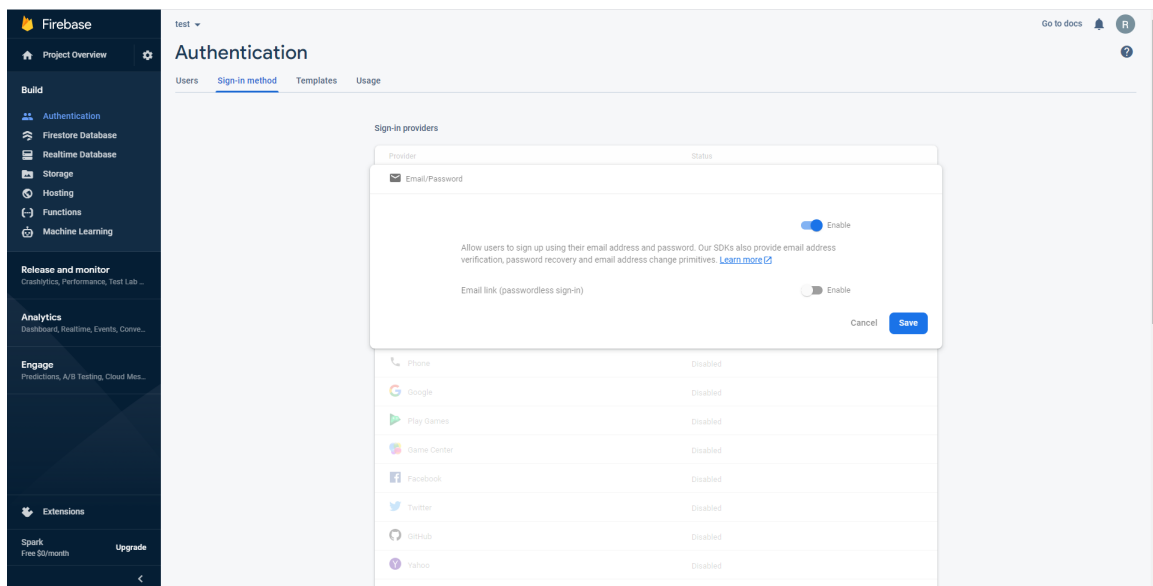 Firebase
Project Overview
Build
Authentication
Firestore Database
Realtime Database
Storage
Hosting
Functions
Machine Learning
Release and monitor
Crashlytics, Performance, Test Lab ...
Analytics
Dashboard, Realtime, Events, Conve...
Engage
Predictions, A/B Testing, Cloud Mes...
Extensions
Spark
Free $0/month
Upgrade
test
Go to docs
R
Authentication
Users Sign-in method Templates Usage
Sign-in providers
Provider Status
Email/Password
Enable
Allow users to sign up using their email address and password. Our SDKs also provide email address
verification, password recovery and email address change primitives. Learn more
Email link (passwordless sign-in) Enable
Cancel Save
Phone Disabled
Google Disabled
Play Games Disabled
Game Center Disabled
Facebook Disabled
Twitter Disabled
GitHub Disabled
Yahoo Disabled